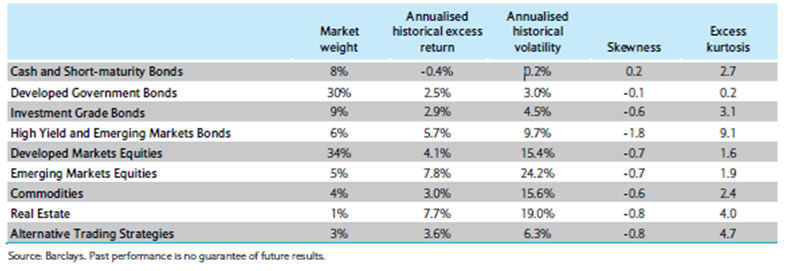 Market weight Annualised historical excess return Annualised historical volatility Skewness Excess kurtosis
Cash and Short-maturity Bonds 8% -0.4% 0.2% 0.2 2.7
Developed Government Bonds 30% 2.5% 3.0% -0.1 0.2
Investment Grade Bonds 9% 2.9% 4.5% -0.6 3.1
High Yield and Emerging Markets Bonds 6% 5.7% 9.7% -1.8 9.1
Developed Markets Equities 34% 4.1% 15.4% -0.7 1.6
Emerging Markets Equities 5% 7.8% 24.2% -0.7 1.9
Commodities 4% 3.0% 15.6% -0.6 2.4
Real Estate 1% 7.7% 19.0% -0.8 4.0
Alternative Trading Strategies 3% 3.6% 6.3% -0.8 4.7
Source: Barclays. Past performance is no guarantee of future results.